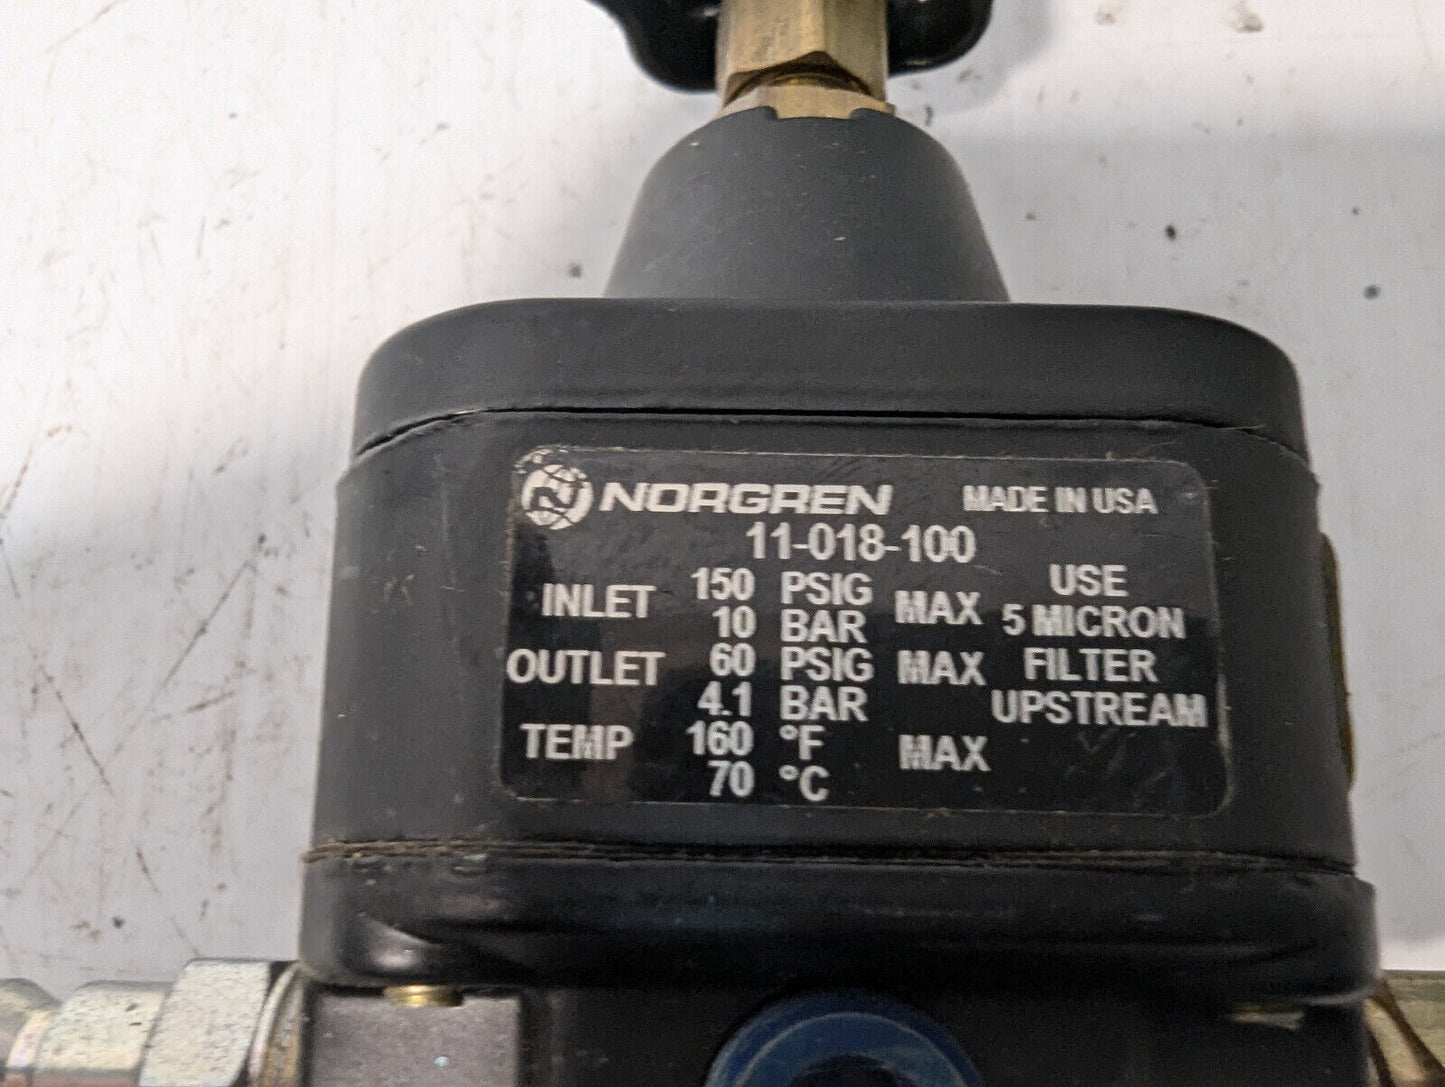 NORGREN MADE IN USA
11-018-100
INLET 150 PSIG MAX USE
10 BAR 5 MICRON
OUTLET 60 PSIG MAX FILTER
4.1 BAR UPSTREAM
TEMP 160 °F MAX
70 °C